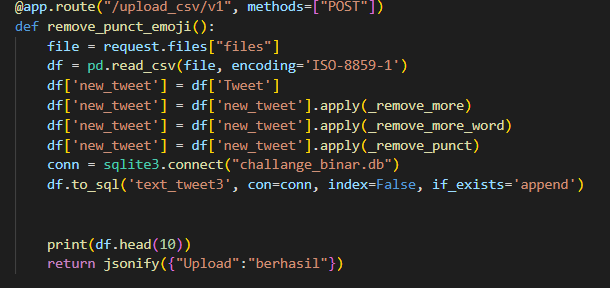 @app.route("/upload_csv/v1", methods=["POST"])
def remove_punct_emoji():
    file = request.files["files"]
    df = pd.read_csv(file, encoding='ISO-8859-1')
    df['new_tweet'] = df['Tweet']
    df['new_tweet'] = df['new_tweet'].apply(_remove_more)
    df['new_tweet'] = df['new_tweet'].apply(_remove_more_word)
    df['new_tweet'] = df['new_tweet'].apply(_remove_punct)
    conn = sqlite3.connect("challange_binar.db")
    df.to_sql('text_tweet3', con=conn, index=False, if_exists='append')
    print(df.head(10))
    return jsonify({"Upload":"berhasil"})